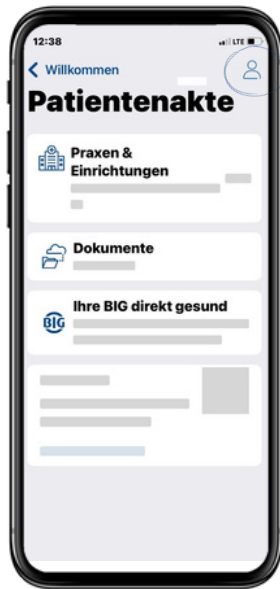 12:38
LTE
Willkommen
Patientenakte
Praxen &
Einrichtungen
Dokumente
BIG
Ihre BIG direkt gesund